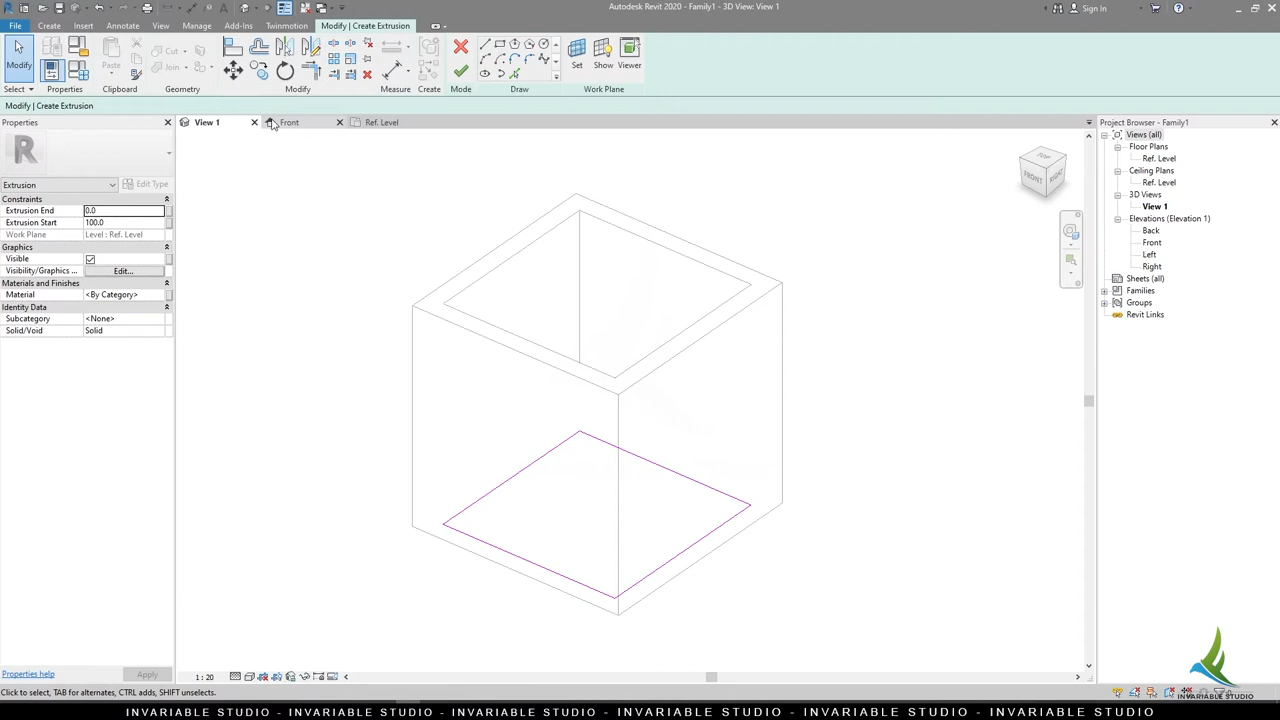 Autodesk Revit 2020 - Family1 - 3D View: View 1
Sign In
File Create Insert Annotate View Manage Add-Ins Twinmotion Modify | Create Extrusion
Modify
Paste
Cut
Join
Set Show Viewer
Select Properties Clipboard Geometry Modify Measure Create Mode Draw Work Plane
Modify | Create Extrusion
Properties
View 1
Front
Ref. Level
Project Browser - Family1
Extrusion
Edit Type
Constraints
Extrusion End 0.0
Extrusion Start 100.0
Work Plane Level : Ref. Level
Graphics
Visible
Visibility/Graphics ... Edit...
Materials and Finishes
Material <By Category>
Identity Data
Subcategory <None>
Solid/Void Solid
Properties help
Apply
TOP
FRONT
RIGHT
Views (all)
Floor Plans
Ref. Level
Ceiling Plans
Ref. Level
3D Views
View 1
Elevations (Elevation 1)
Back
Front
Left
Right
Sheets (all)
Families
Groups
Revit Links
1 : 20
Click to select, TAB for alternates, CTRL adds, SHIFT unselects.
INVARIABLE STUDIO
INVARIABLE STUDIO - INVARIABLE STUDIO - INVARIABLE STUDIO - INVARIABLE STUDIO - INVARIABLE STUDIO - INVARIABLE STUDIO - INVARIABLE STUDIO